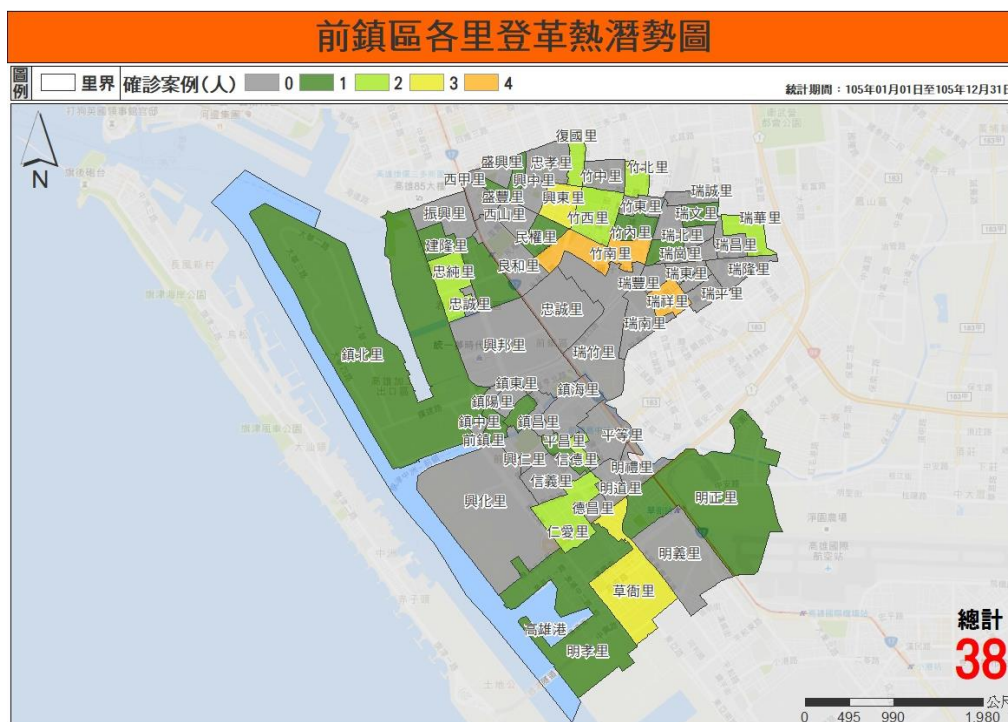 前鎮區各里登革熱潛勢圖
圖例 里界 確診案例(人) 0 1 2 3 4
統計期間：105年01月01日至105年12月31日
N
復國里
盛興里 忠孝里
西甲里 興中里 竹中里 竹北里
盛豐里 興東里 瑞誠里
振興里 西山里 竹西里 竹東里 瑞文里 瑞華里
建隆里 民權里 竹內里 瑞北里 瑞昌里
忠純里 良和里 竹南里 瑞崗里
瑞豐里 瑞東里 瑞隆里
忠誠里 忠誠里 瑞祥里 瑞平里
瑞南里
鎮北里 興邦里 瑞竹里
鎮東里 鎮海里
鎮陽里
鎮中里 鎮昌里
前鎮里 平昌里 平等里
興仁里 信德里 明禮里
信義里 明道里
興化里 德昌里 明正里
仁愛里
明義里
草衙里
高雄港
明孝里
總計
38
公尺
0 495 990 1,980